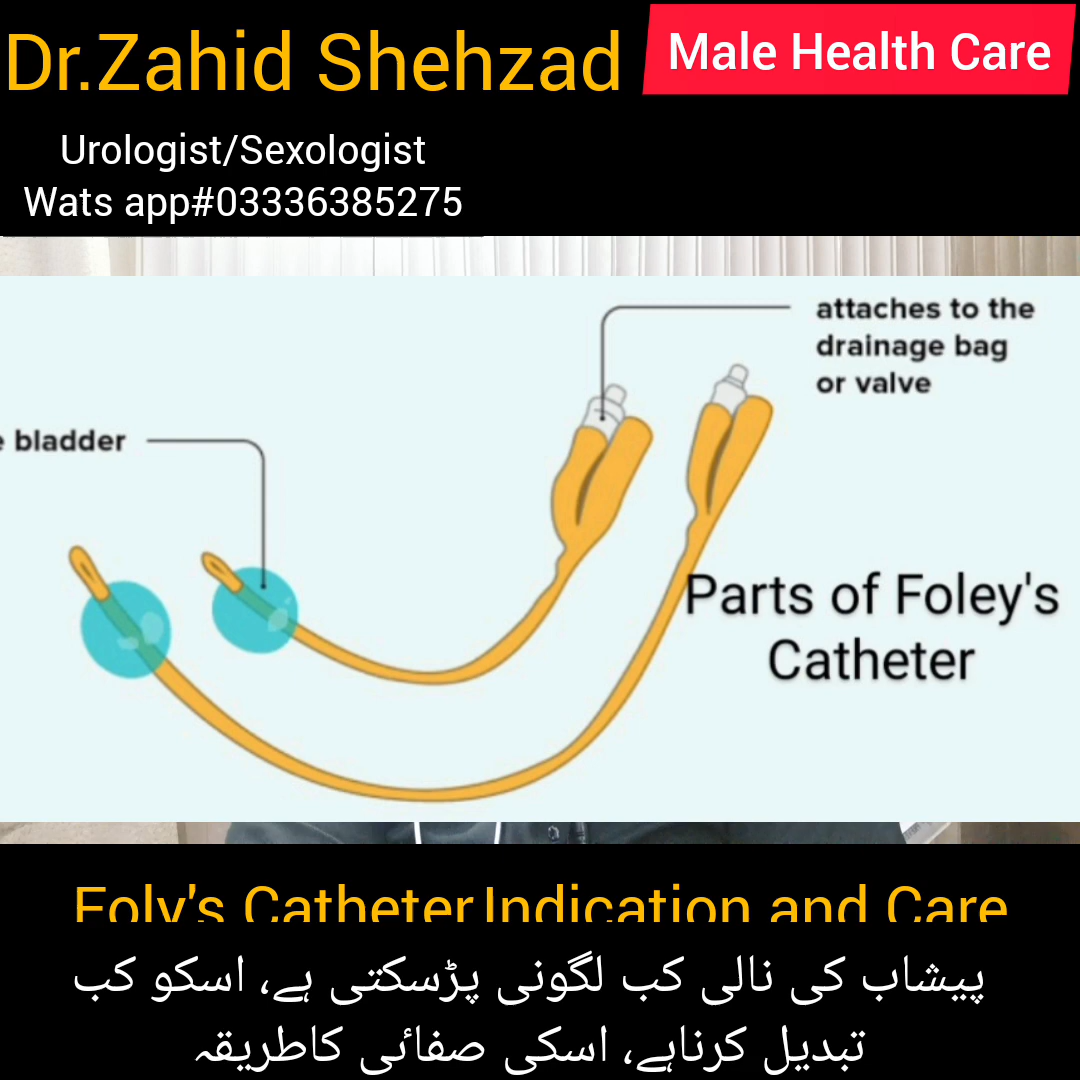 Dr.Zahid Shehzad
Male Health Care
Urologist/Sexologist
Wats app#03336385275
attaches to the
drainage bag
or valve
bladder
Parts of Foley's
Catheter
Foly's Catheter Indication and Care
پیشاب کی نالی کب لگونی پڑسکتی ہے، اسکو کب
تبدیل کرناہے، اسکی صفائی کاطریقہ